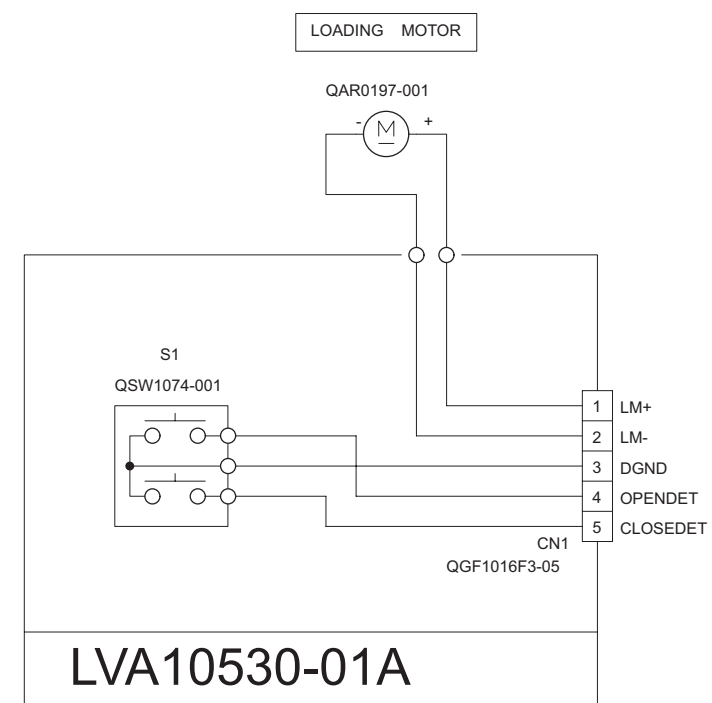 LOADING MOTOR
QAR0197-001
- M +
S1
QSW1074-001
1 LM+
2 LM-
3 DGND
4 OPENDET
5 CLOSEDET
CN1
QGF1016F3-05
LVA10530-01A